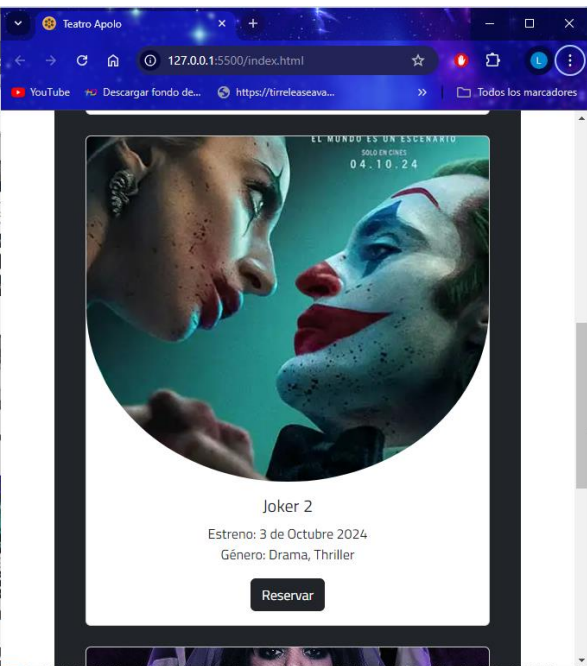 Teatro Apolo
127.0.0.1:5500/index.html
L
YouTube
Descargar fondo de...
https://tirreleaseava...
»
Todos los marcadores
EL MUNDO ES UN ESCENARIO
SOLO EN CINES
04.10.24
Joker 2
Estreno: 3 de Octubre 2024
Género: Drama, Thriller
Reservar